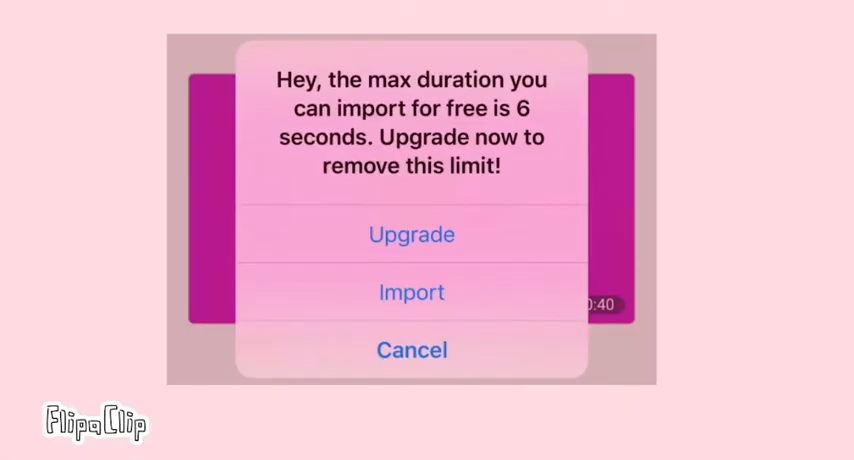 Hey, the max duration you
can import for free is 6
seconds. Upgrade now to
remove this limit!
Upgrade
Import
0:40
Cancel
FlipaClip